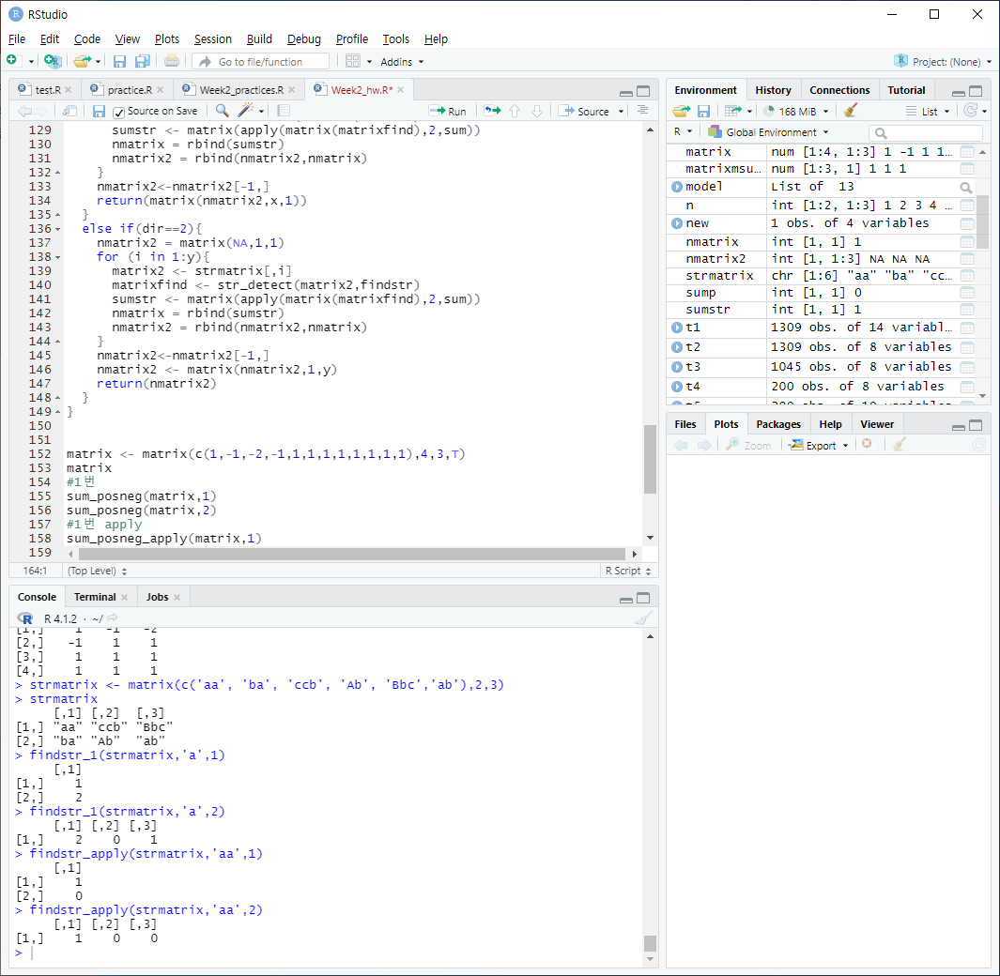 RStudio
File Edit Code View Plots Session Build Debug Profile Tools Help
Go to file/function Addins Project: (None)
test.R practice.R Week2_practices.R Week2_hw.R*
Source on Save Run Source
129 sumstr <- matrix(apply(matrix(matrixfind),2,sum))
130 nmatrix = rbind(sumstr)
131 nmatrix2 = rbind(nmatrix2,nmatrix)
132 }
133 nmatrix2<-nmatrix2[-1,]
134 return(matrix(nmatrix2,x,1))
135 }
136 else if(dir==2){
137 nmatrix2 = matrix(NA,1,1)
138 for (i in 1:y){
139 matrix2 <- strmatrix[,i]
140 matrixfind <- str_detect(matrix2,findstr)
141 sumstr <- matrix(apply(matrix(matrixfind),2,sum))
142 nmatrix = rbind(sumstr)
143 nmatrix2 = rbind(nmatrix2,nmatrix)
144 }
145 nmatrix2<-nmatrix2[-1,]
146 nmatrix2 <- matrix(nmatrix2,1,y)
147 return(nmatrix2)
148 }
149 }
150
151
152 matrix <- matrix(c(1,-1,-2,-1,1,1,1,1,1,1,1,1),4,3,T)
153 matrix
154 #1번
155 sum_posneg(matrix,1)
156 sum_posneg(matrix,2)
157 #1번 apply
158 sum_posneg_apply(matrix,1)
159
164:1 (Top Level) R Script
Console Terminal Jobs
R 4.1.2 · ~/
[1,] 1 -1 -2
[2,] -1 1 1
[3,] 1 1 1
[4,] 1 1 1
> strmatrix <- matrix(c('aa', 'ba', 'ccb', 'Ab', 'Bbc','ab'),2,3)
> strmatrix
[,1] [,2] [,3]
[1,] "aa" "ccb" "Bbc"
[2,] "ba" "Ab" "ab"
> findstr_1(strmatrix,'a',1)
[,1]
[1,] 1
[2,] 2
> findstr_1(strmatrix,'a',2)
[,1] [,2] [,3]
[1,] 2 0 1
> findstr_apply(strmatrix,'aa',1)
[,1]
[1,] 1
[2,] 0
> findstr_apply(strmatrix,'aa',2)
[,1] [,2] [,3]
[1,] 1 0 0
>
Environment History Connections Tutorial
168 MiB List
R Global Environment
matrix num [1:4, 1:3] 1 -1 1 1…
matrixmsu… num [1:3, 1] 1 1 1
model List of 13
n int [1:2, 1:3] 1 2 3 4 …
new 1 obs. of 4 variables
nmatrix int [1, 1] 1
nmatrix2 int [1, 1:3] NA NA NA
strmatrix chr [1:6] "aa" "ba" "cc…
sump int [1, 1] 0
sumstr int [1, 1] 1
t1 1309 obs. of 14 variabl…
t2 1309 obs. of 8 variables
t3 1045 obs. of 8 variables
t4 200 obs. of 8 variables
Files Plots Packages Help Viewer
Zoom Export